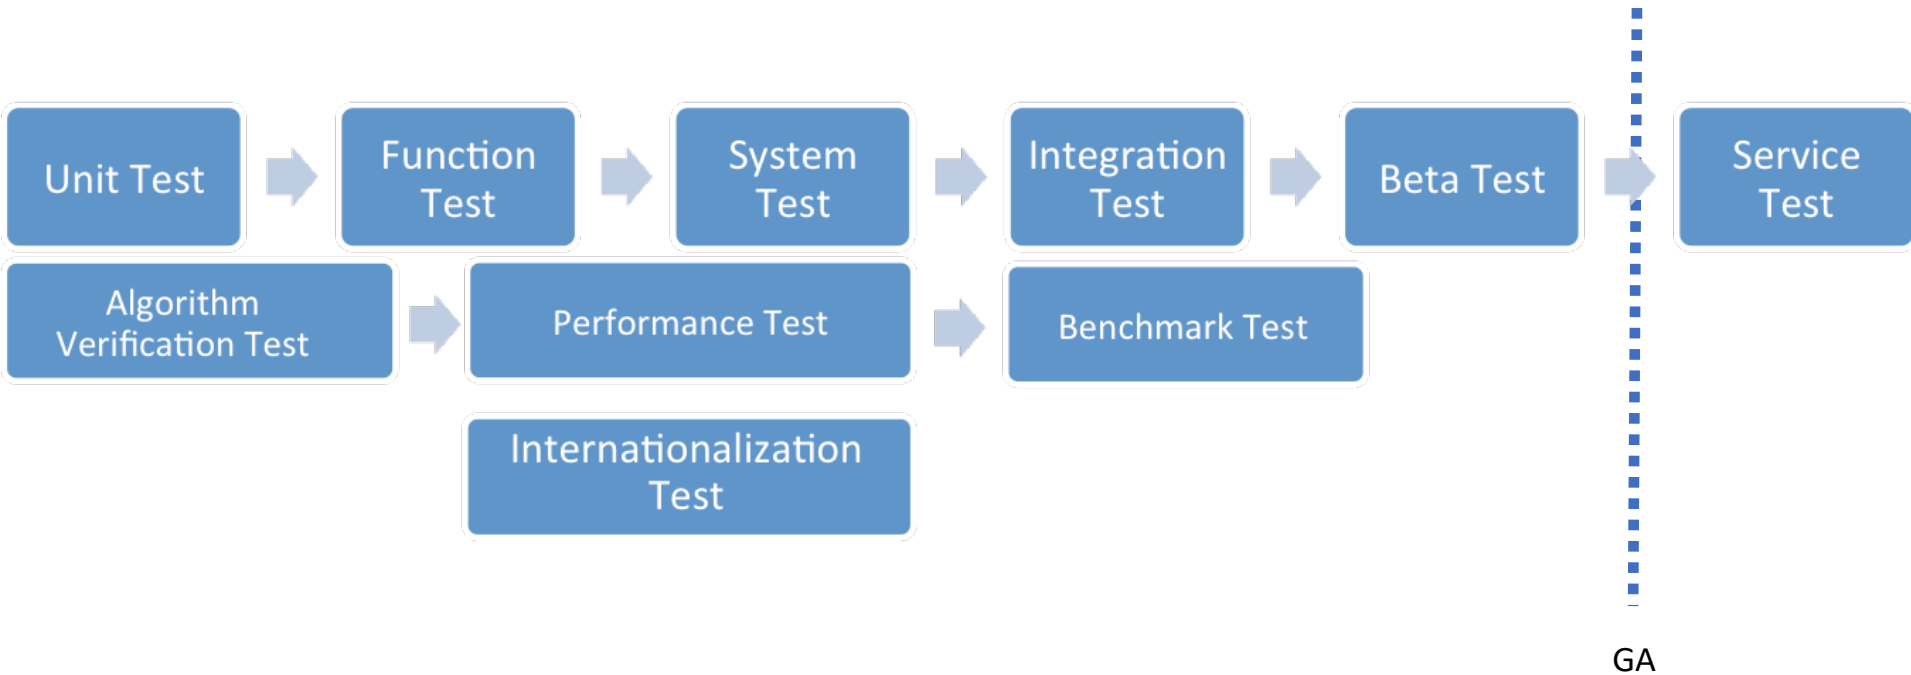 Unit Test
Function
Test
System
Test
Integration
Test
Beta Test
Service
Test
Algorithm
Verification Test
Performance Test
Benchmark Test
Internationalization
Test
GA